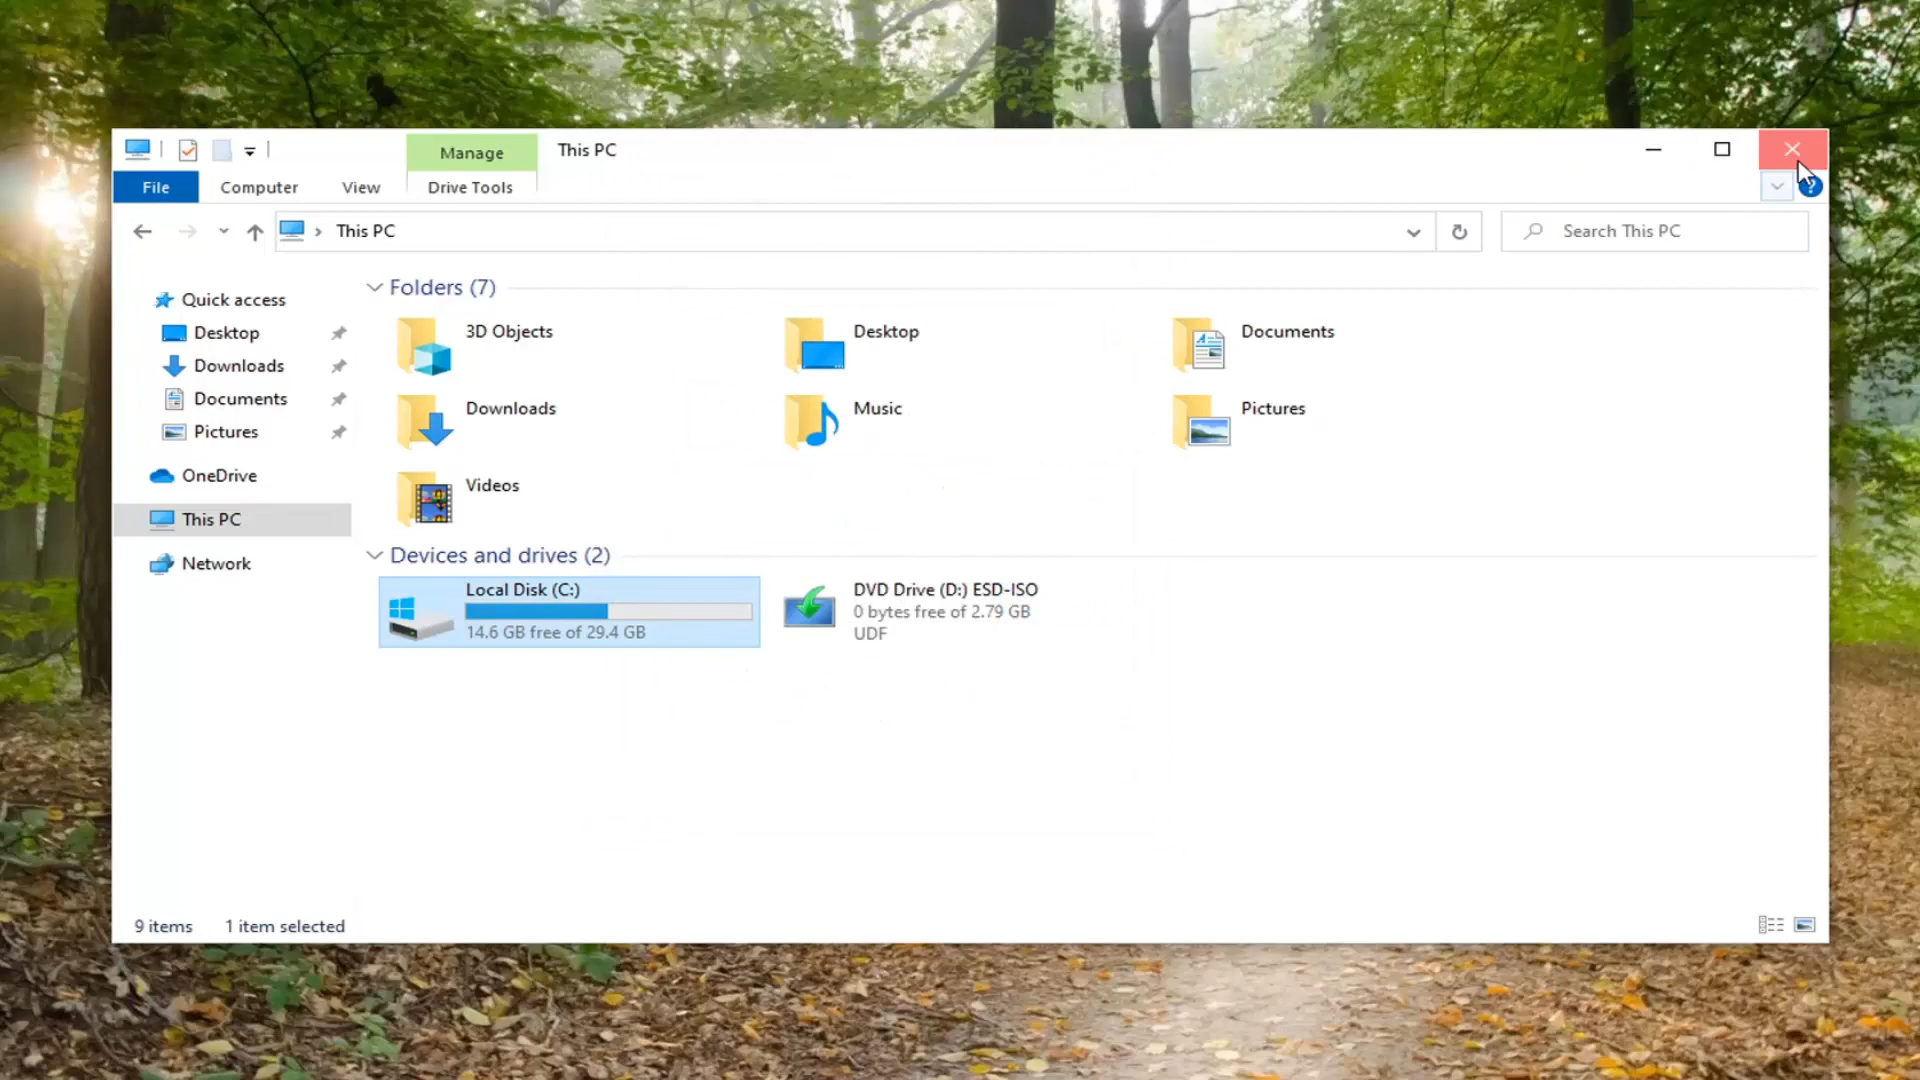 Manage
This PC
File
Computer
View
Drive Tools
This PC
Search This PC
Quick access
Desktop
Downloads
Documents
Pictures
OneDrive
This PC
Network
Folders (7)
3D Objects
Desktop
Documents
Downloads
Music
Pictures
Videos
Devices and drives (2)
Local Disk (C:)
14.6 GB free of 29.4 GB
DVD Drive (D:) ESD-ISO
0 bytes free of 2.79 GB
UDF
9 items
1 item selected